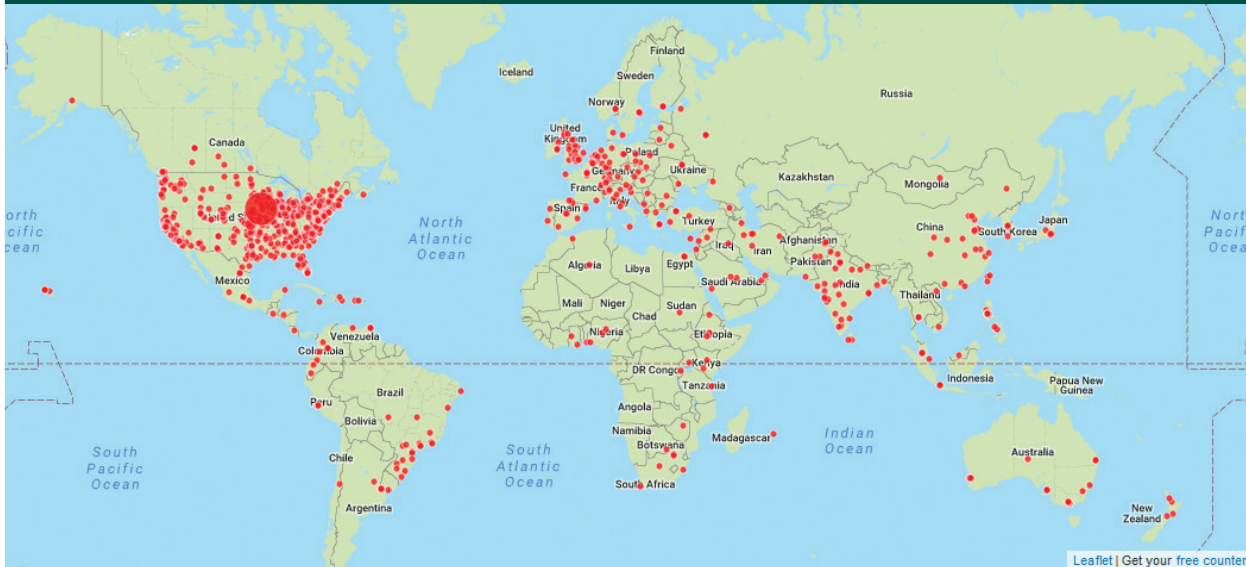 Finland
Iceland
Sweden
Russia
Norway
United
Kingdom
Canada
Poland
Germany
Ukraine
Kazakhstan
Mongolia
France
Italy
Spain
North
Atlantic
Ocean
Turkey
China
Japan
South Korea
Afghanistan
Iraq
Iran
Pakistan
Algeria
Libya
Egypt
Mexico
Saudi Arabia
India
Mali
Niger
Chad
Sudan
Thailand
Nigeria
Ethiopia
Venezuela
Colombia
Kenya
DR Congo
Indonesia
Papua New
Guinea
Tanzania
Brazil
Peru
Angola
Bolivia
Namibia
Botswana
Madagascar
Indian
Ocean
South
Pacific
Ocean
Chile
South
Atlantic
Ocean
Australia
South Africa
Argentina
New
Zealand
Leaflet | Get your free counter